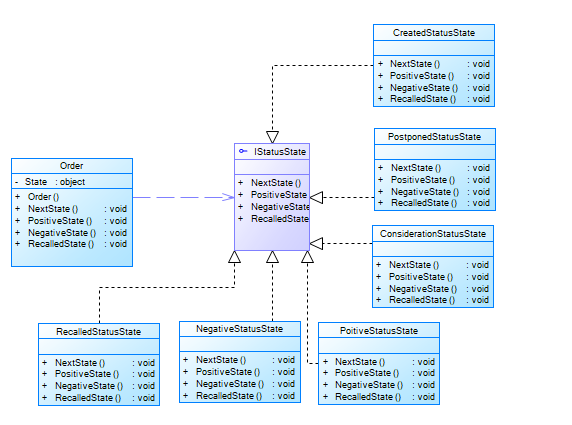 CreatedStatusState
+ NextState () : void
+ PositiveState () : void
+ NegativeState () : void
+ RecalledState () : void
PostponedStatusState
+ NextState () : void
+ PositiveState () : void
+ NegativeState () : void
+ RecalledState () : void
IStatusState
+ NextState ()
+ PositiveState
+ NegativeState
+ RecalledState
Order
- State : object
+ Order ()
+ NextState () : void
+ PositiveState () : void
+ NegativeState () : void
+ RecalledState () : void
ConsiderationStatusState
+ NextState () : void
+ PositiveState () : void
+ NegativeState () : void
+ RecalledState () : void
RecalledStatusState
+ NextState () : void
+ PositiveState () : void
+ NegativeState () : void
+ RecalledState () : void
NegativeStatusState
+ NextState () : void
+ PositiveState () : void
+ NegativeState () : void
+ RecalledState () : void
PoitiveStatusState
+ NextState () : void
+ PositiveState () : void
+ NegativeState () : void
+ RecalledState () : void